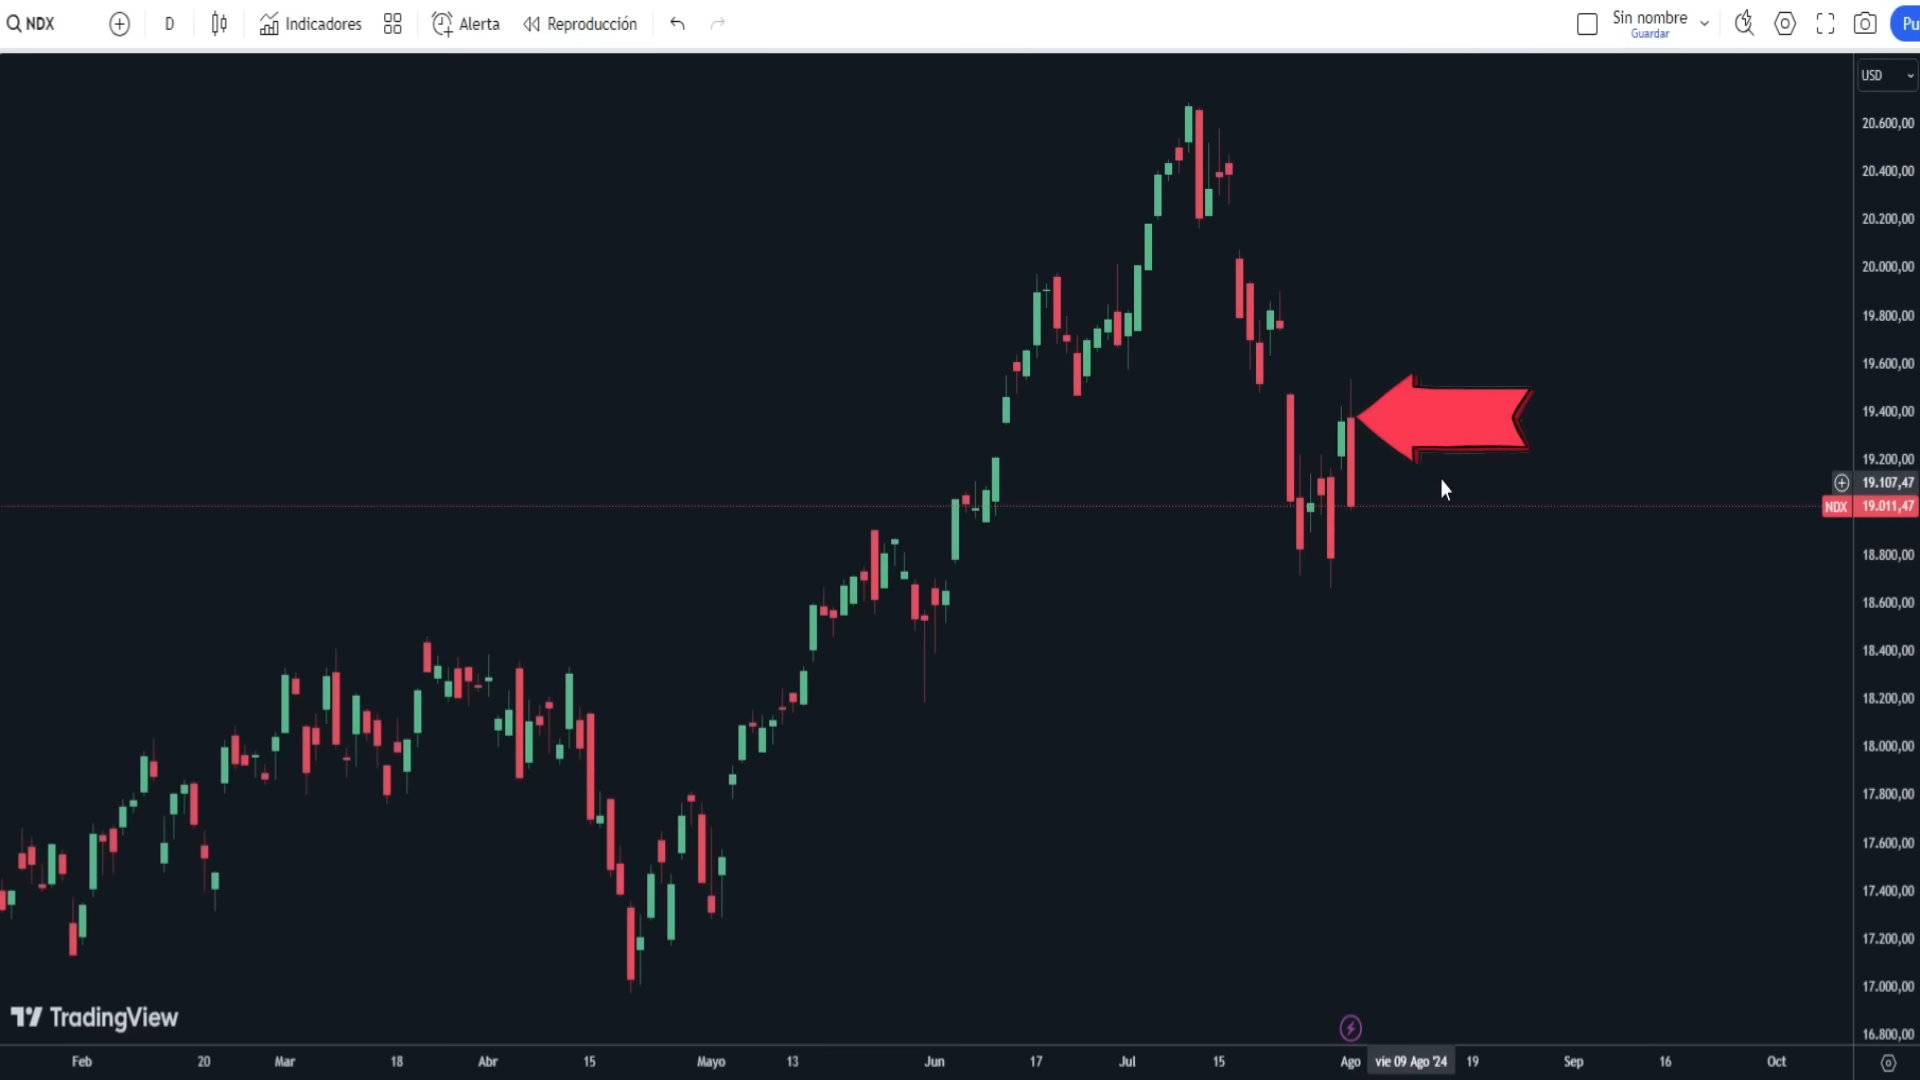 NDX
D
Indicadores
Alerta
Reproducción
Sin nombre
Guardar
Pu
USD
20.600,00
20.400,00
20.200,00
20.000,00
19.800,00
19.600,00
19.400,00
19.200,00
19.107,47
NDX 19.011,47
18.800,00
18.600,00
18.400,00
18.200,00
18.000,00
17.800,00
17.600,00
17.400,00
17.200,00
17.000,00
16.800,00
TradingView
Feb 20 Mar 18 Abr 15 Mayo 13 Jun 17 Jul 15 Ago vie 09 Ago '24 19 Sep 16 Oct